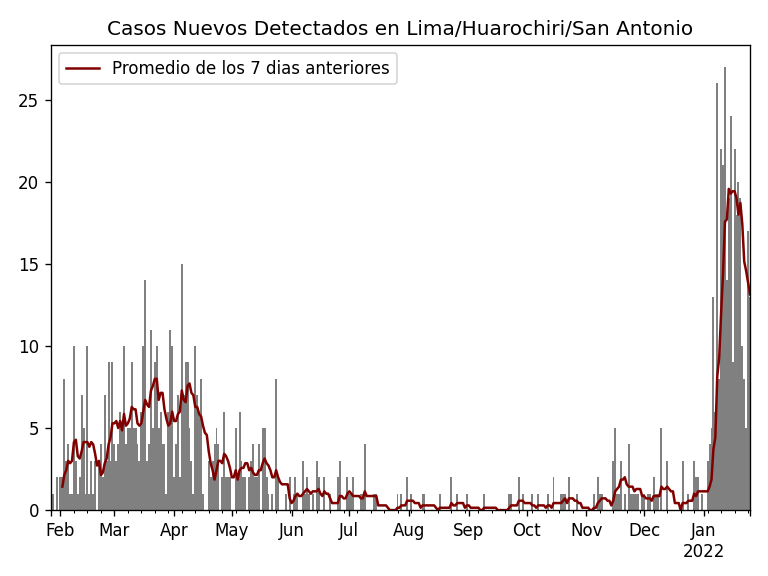 Casos Nuevos Detectados en Lima/Huarochiri/San Antonio
Promedio de los 7 dias anteriores
25
20
15
10
5
0
Feb Mar Apr May Jun Jul Aug Sep Oct Nov Dec Jan
2022